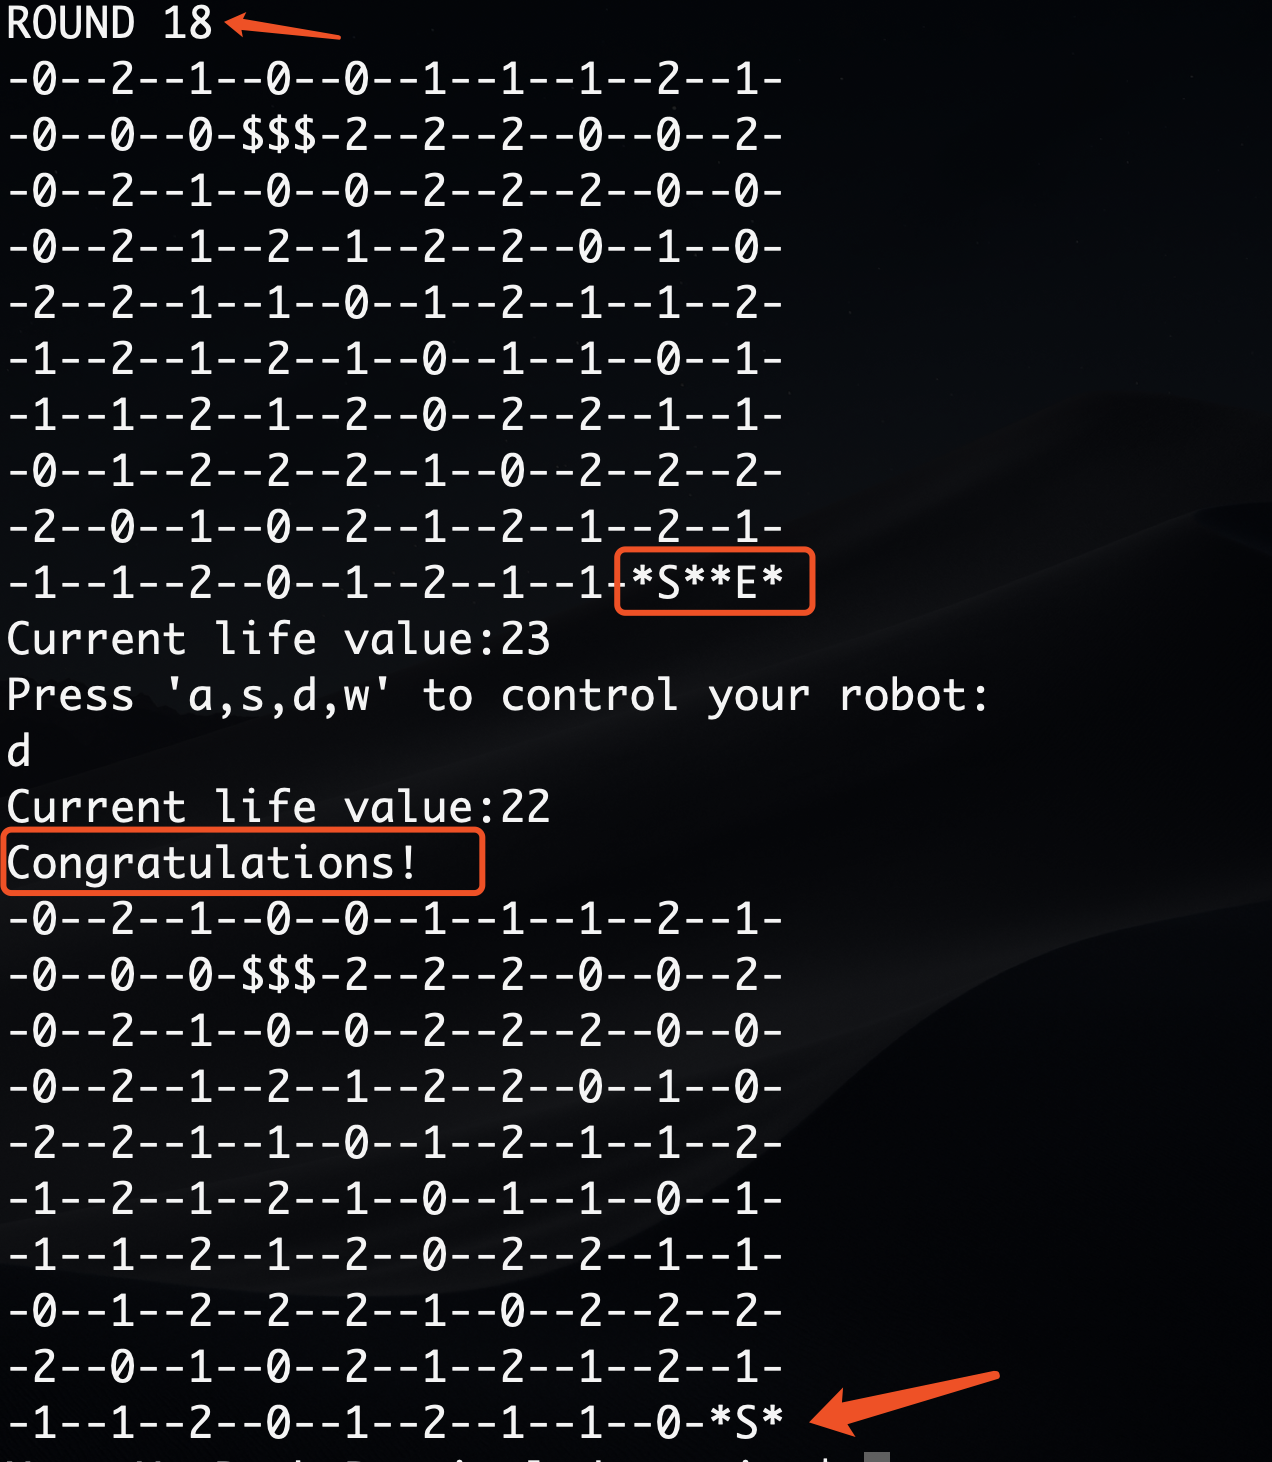 ROUND 18
-0--2--1--0--0--1--1--1--2--1-
-0--0--0-$$$-2--2--2--0--0--2-
-0--2--1--0--0--2--2--2--0--0-
-0--2--1--2--1--2--2--0--1--0-
-2--2--1--1--0--1--2--1--1--2-
-1--2--1--2--1--0--1--1--0--1-
-1--1--2--1--2--0--2--2--1--1-
-0--1--2--2--2--1--0--2--2--2-
-2--0--1--0--2--1--2--1--2--1-
-1--1--2--0--1--2--1--1-*S**E*
Current life value:23
Press 'a,s,d,w' to control your robot:
d
Current life value:22
Congratulations!
-0--2--1--0--0--1--1--1--2--1-
-0--0--0-$$$-2--2--2--0--0--2-
-0--2--1--0--0--2--2--2--0--0-
-0--2--1--2--1--2--2--0--1--0-
-2--2--1--1--0--1--2--1--1--2-
-1--2--1--2--1--0--1--1--0--1-
-1--1--2--1--2--0--2--2--1--1-
-0--1--2--2--2--1--0--2--2--2-
-2--0--1--0--2--1--2--1--2--1-
-1--1--2--0--1--2--1--1--0-*S*